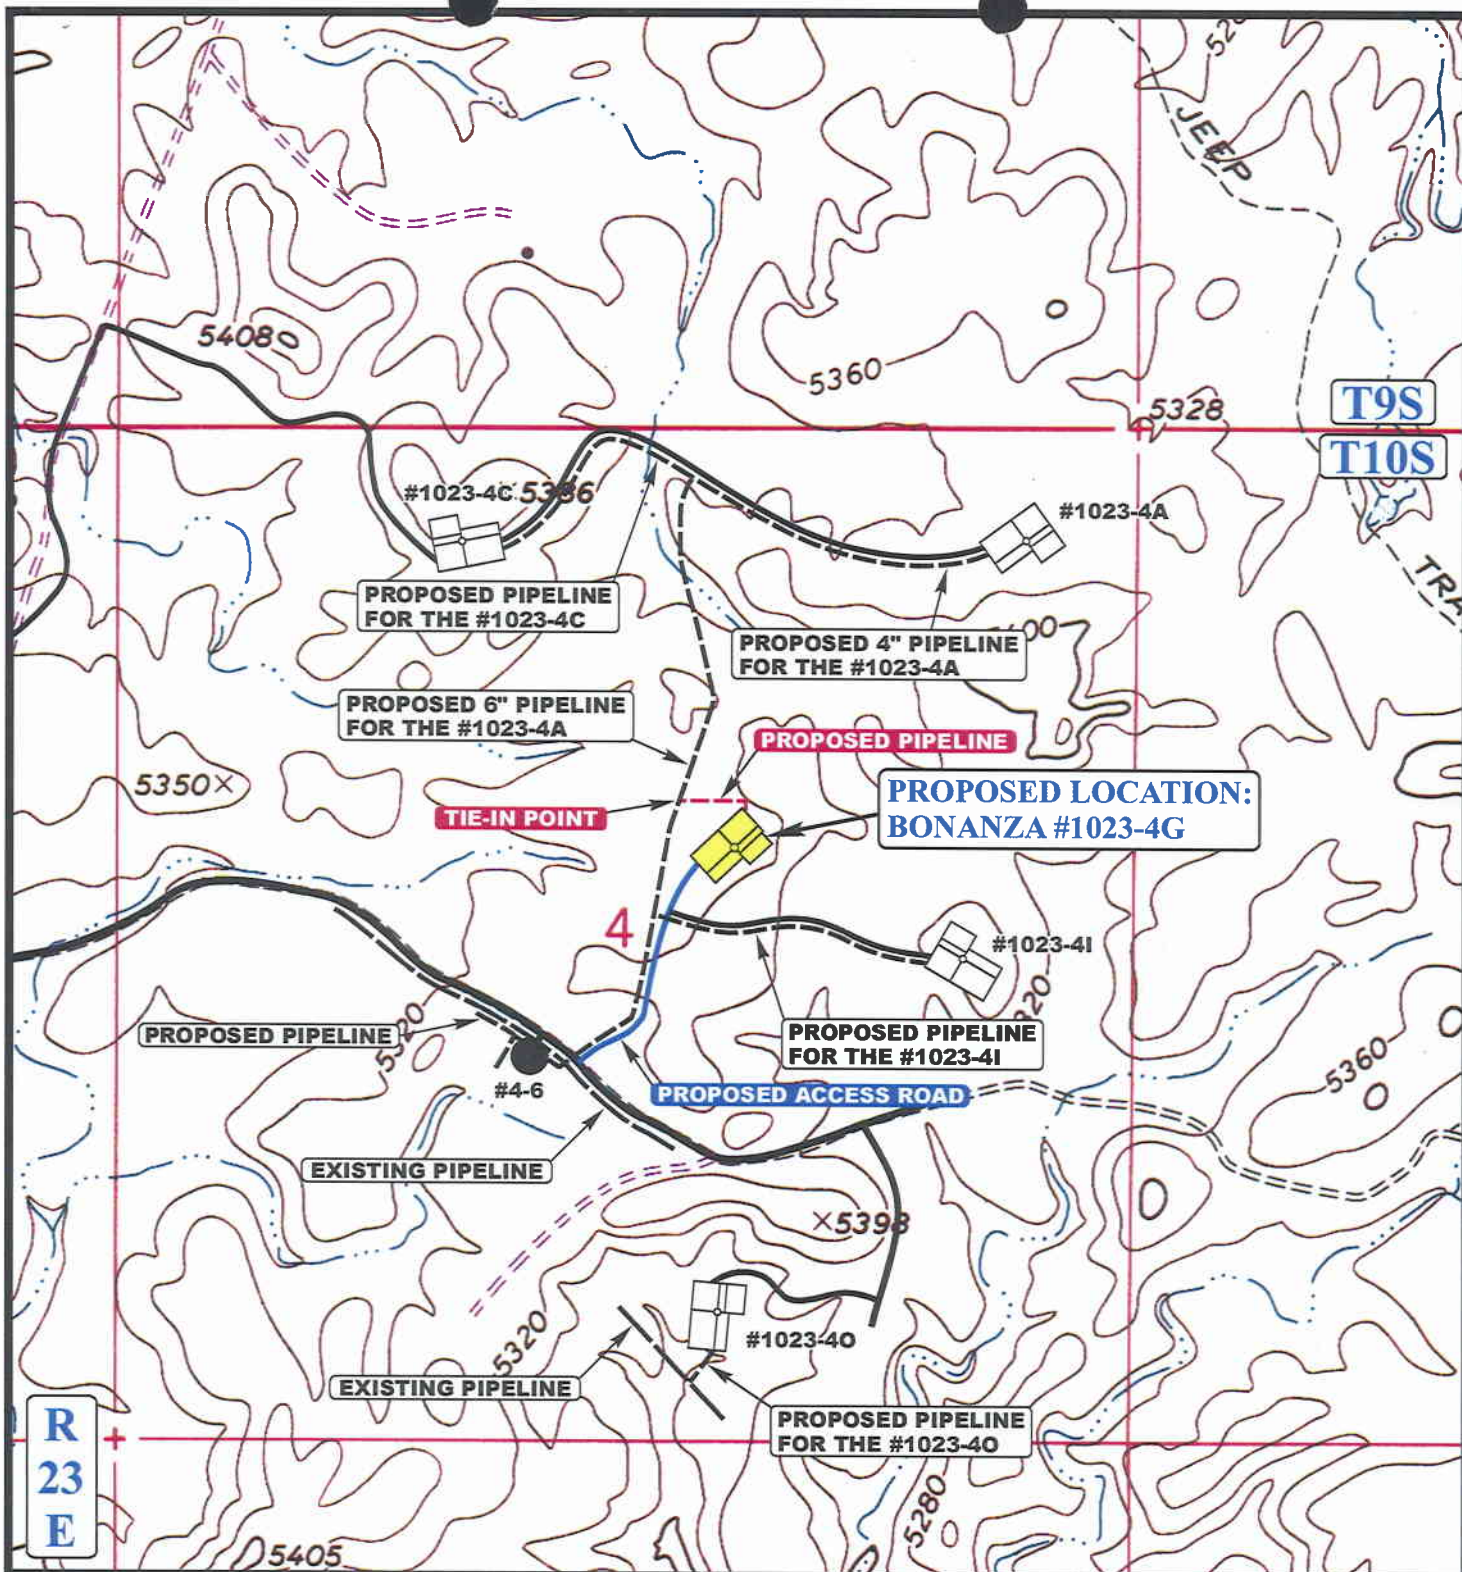 JEEP
5408
5360
5328
T9S
T10S
#1023-4C
5386
#1023-4A
PROPOSED PIPELINE
FOR THE #1023-4C
PROPOSED 4" PIPELINE
FOR THE #1023-4A
PROPOSED 6" PIPELINE
FOR THE #1023-4A
PROPOSED PIPELINE
5350
TIE-IN POINT
PROPOSED LOCATION:
BONANZA #1023-4G
4
#1023-4I
PROPOSED PIPELINE
5320
PROPOSED PIPELINE
FOR THE #1023-4I
#4-6
PROPOSED ACCESS ROAD
5360
EXISTING PIPELINE
5398
5320
#1023-4O
EXISTING PIPELINE
PROPOSED PIPELINE
FOR THE #1023-4O
R
23
E
5280
5405